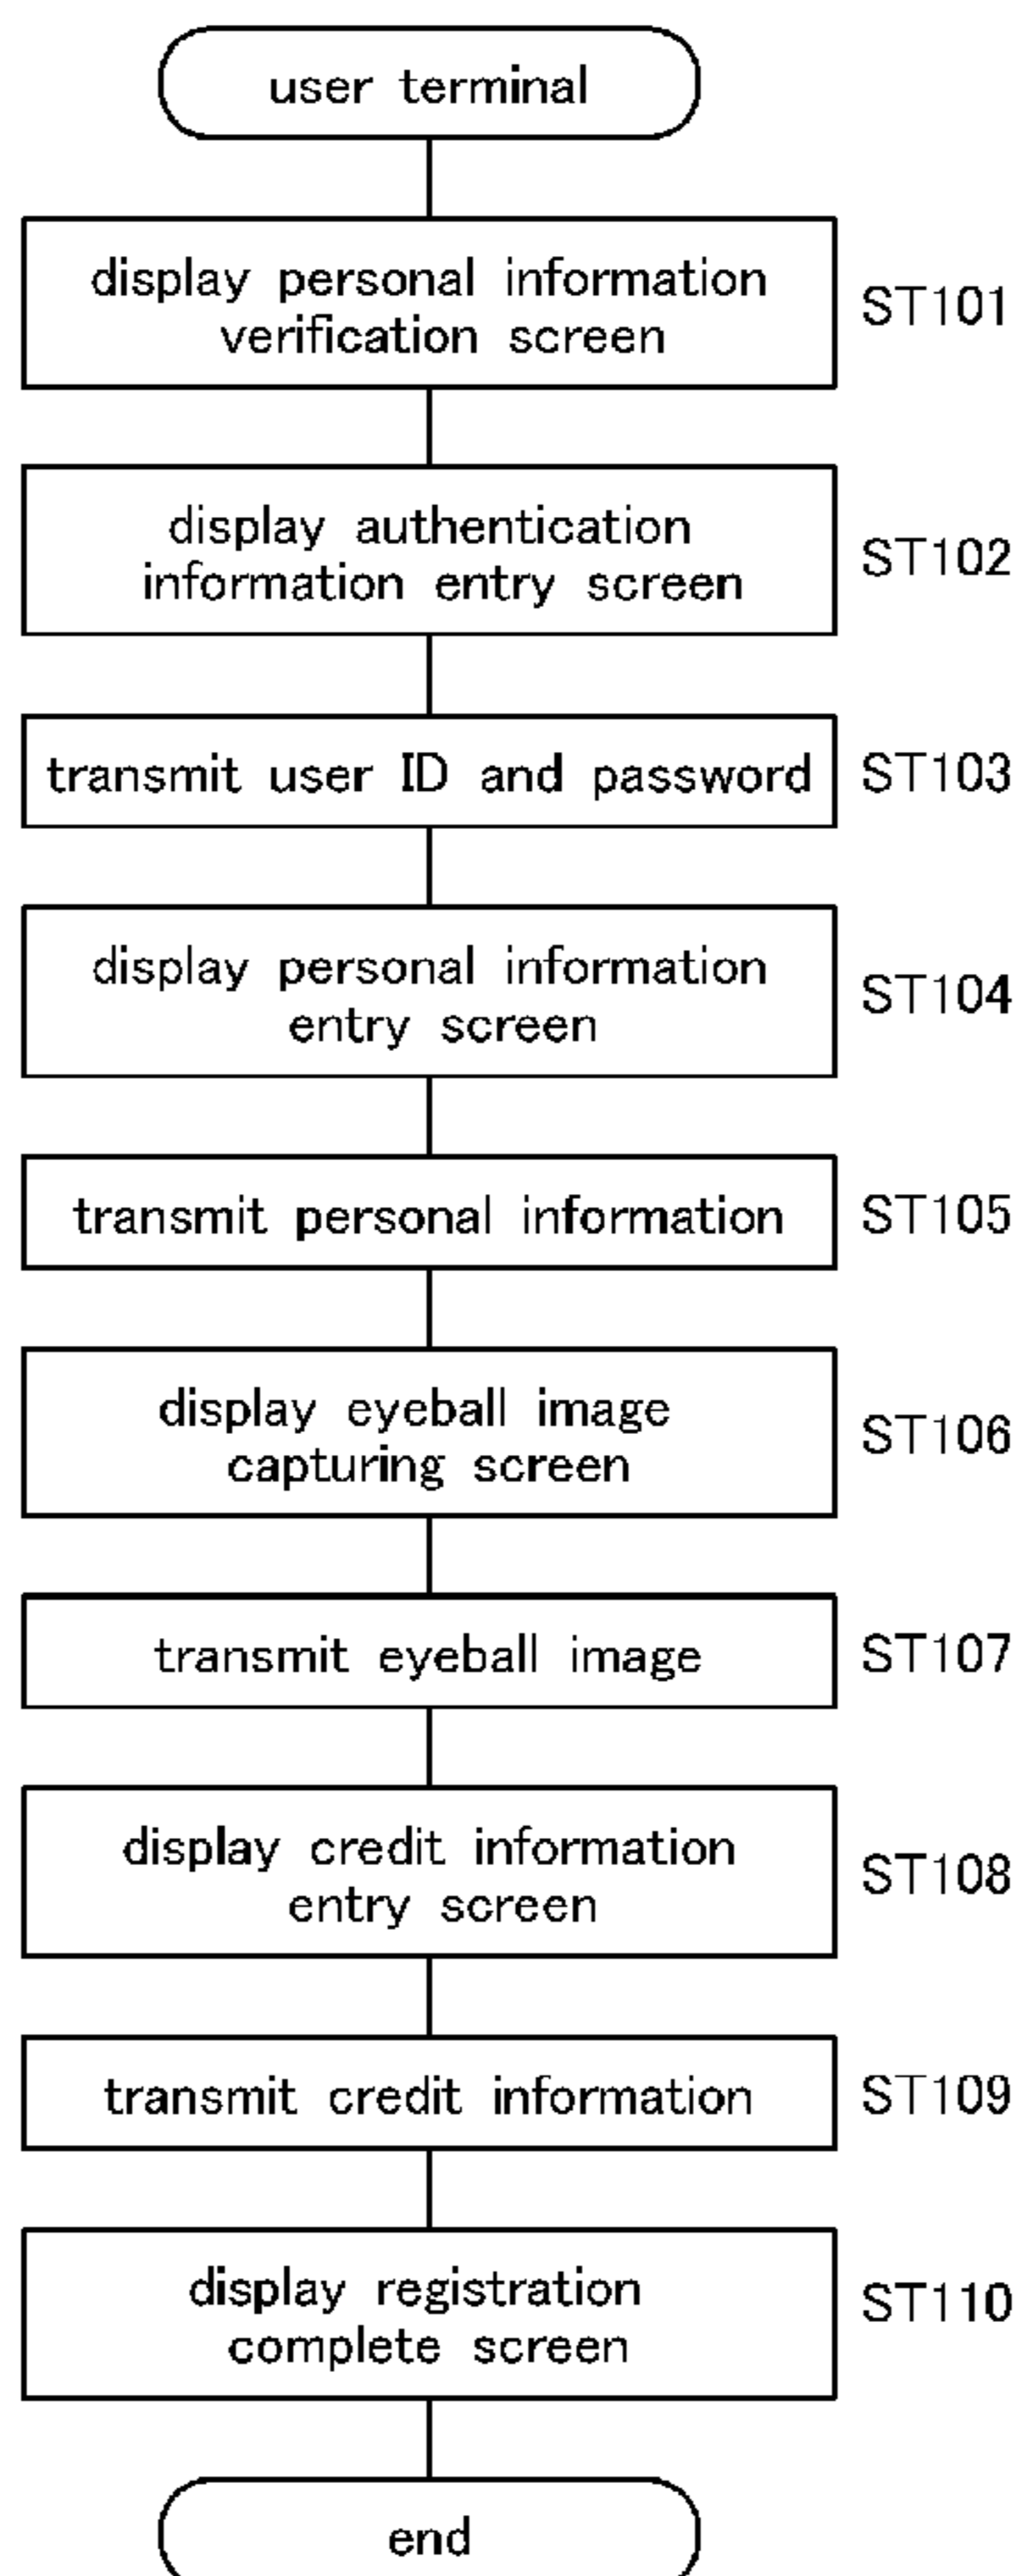 user terminal
display personal information
verification screen
ST101
display authentication
information entry screen
ST102
transmit user ID and password
ST103
display personal information
entry screen
ST104
transmit personal information
ST105
display eyeball image
capturing screen
ST106
transmit eyeball image
ST107
display credit information
entry screen
ST108
transmit credit information
ST109
display registration
complete screen
ST110
end